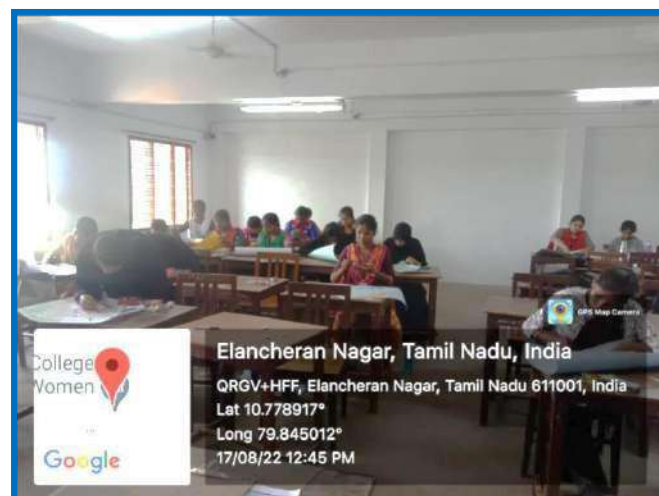 GPS Map Camera
College
Women
Google
Elancheran Nagar, Tamil Nadu, India
QRGV+HFF, Elancheran Nagar, Tamil Nadu 611001, India
Lat 10.778917°
Long 79.845012°
17/08/22 12:45 PM